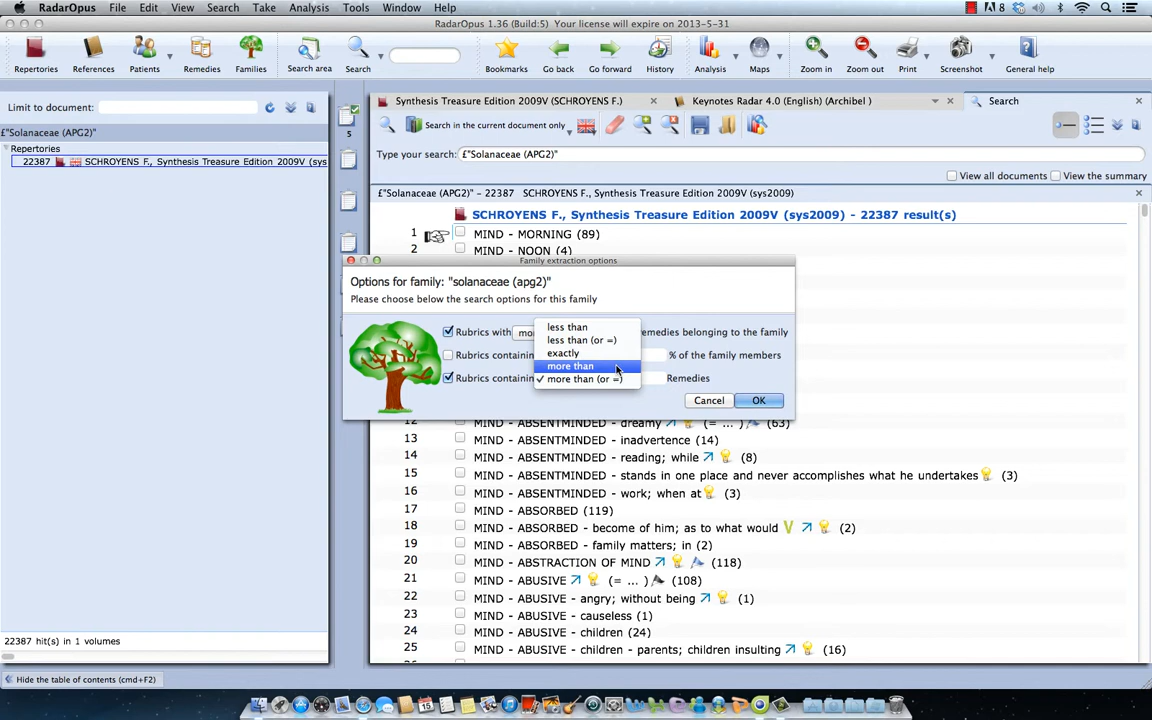 RadarOpus File Edit View Search Take Analysis Tools Window Help
A 8
RadarOpus 1.36 (Build:5) Your license will expire on 2013-5-31
Repertories References Patients Remedies Families Search area Search Bookmarks Go back Go forward History Analysis Maps Zoom in Zoom out Print Screenshot General help
Limit to document:
£"Solanaceae (APG2)"
Repertories
22387 SCHROYENS F., Synthesis Treasure Edition 2009V (sys
5
Synthesis Treasure Edition 2009V (SCHROYENS F.) Keynotes Radar 4.0 (English) (Archibel ) Search
Search in the current document only
Type your search: £"Solanaceae (APG2)"
View all documents View the summary
£"Solanaceae (APG2)" - 22387 SCHROYENS F., Synthesis Treasure Edition 2009V (sys2009)
SCHROYENS F., Synthesis Treasure Edition 2009V (sys2009) - 22387 result(s)
1 MIND - MORNING (89)
2 MIND - NOON (4)
Family extraction options
Options for family: "solanaceae (apg2)"
Please choose below the search options for this family
Rubrics with mo remedies belonging to the family
Rubrics containin % of the family members
Rubrics containin Remedies
less than
less than (or =)
exactly
more than
more than (or =)
Cancel OK
MIND - ABSENTMINDED - dreamy (= ... ) (63)
13 MIND - ABSENTMINDED - inadvertence (14)
14 MIND - ABSENTMINDED - reading; while (8)
15 MIND - ABSENTMINDED - stands in one place and never accomplishes what he undertakes (3)
16 MIND - ABSENTMINDED - work; when at (3)
17 MIND - ABSORBED (119)
18 MIND - ABSORBED - become of him; as to what would V (2)
19 MIND - ABSORBED - family matters; in (2)
20 MIND - ABSTRACTION OF MIND (118)
21 MIND - ABUSIVE (= ... ) (108)
22 MIND - ABUSIVE - angry; without being (1)
23 MIND - ABUSIVE - causeless (1)
24 MIND - ABUSIVE - children (24)
25 MIND - ABUSIVE - children - parents; children insulting (16)
22387 hit(s) in 1 volumes
Hide the table of contents (cmd+F2)
15